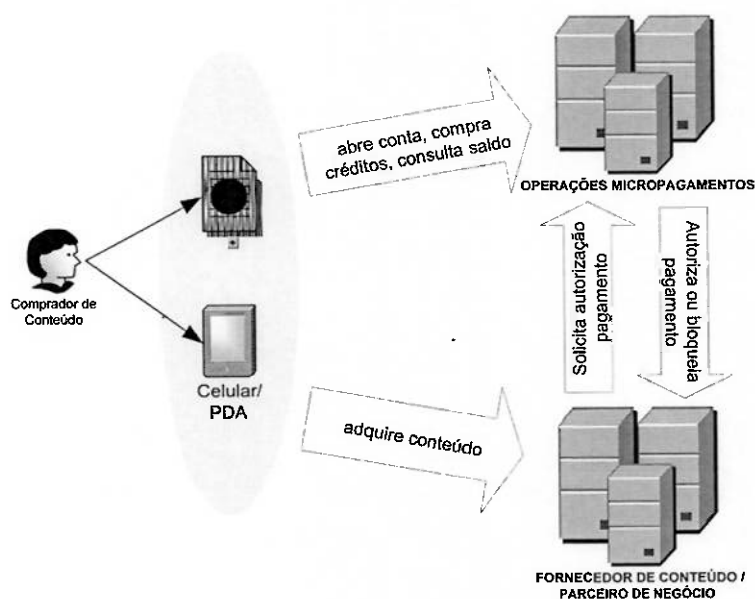 abre conta, compra
créditos, consulta saldo
OPERAÇÕES MICROPAGAMENTOS
Comprador de
Conteúdo
Celular/
PDA
Solicita autorização
pagamento
Autoriza ou bloqueia
pagamento
adquire conteúdo
FORNECEDOR DE CONTEÚDO /
PARCEIRO DE NEGÓCIO